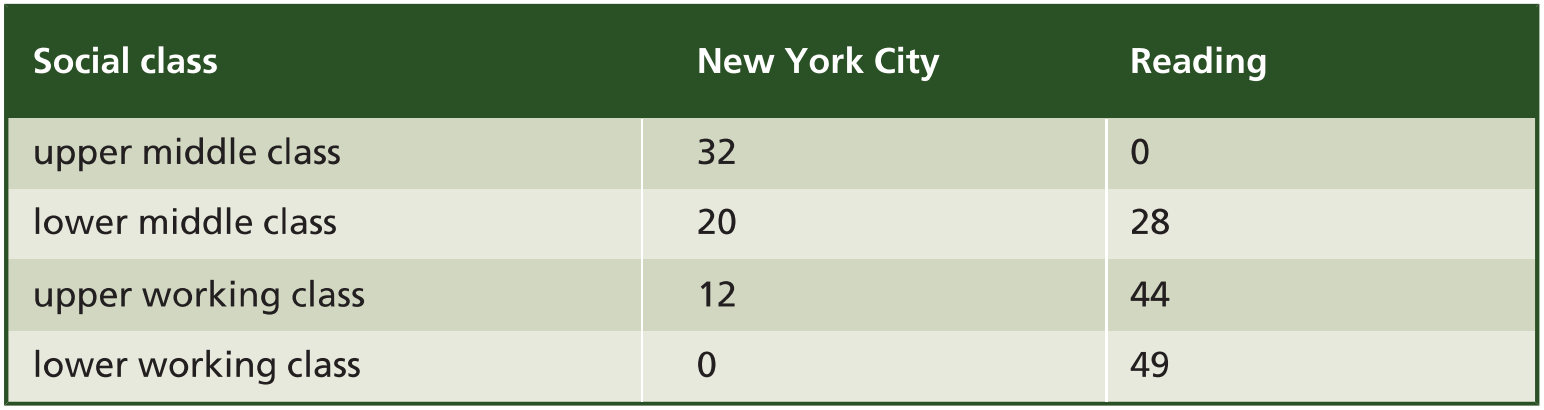 Social class New York City Reading
upper middle class 32 0
lower middle class 20 28
upper working class 12 44
lower working class 0 49